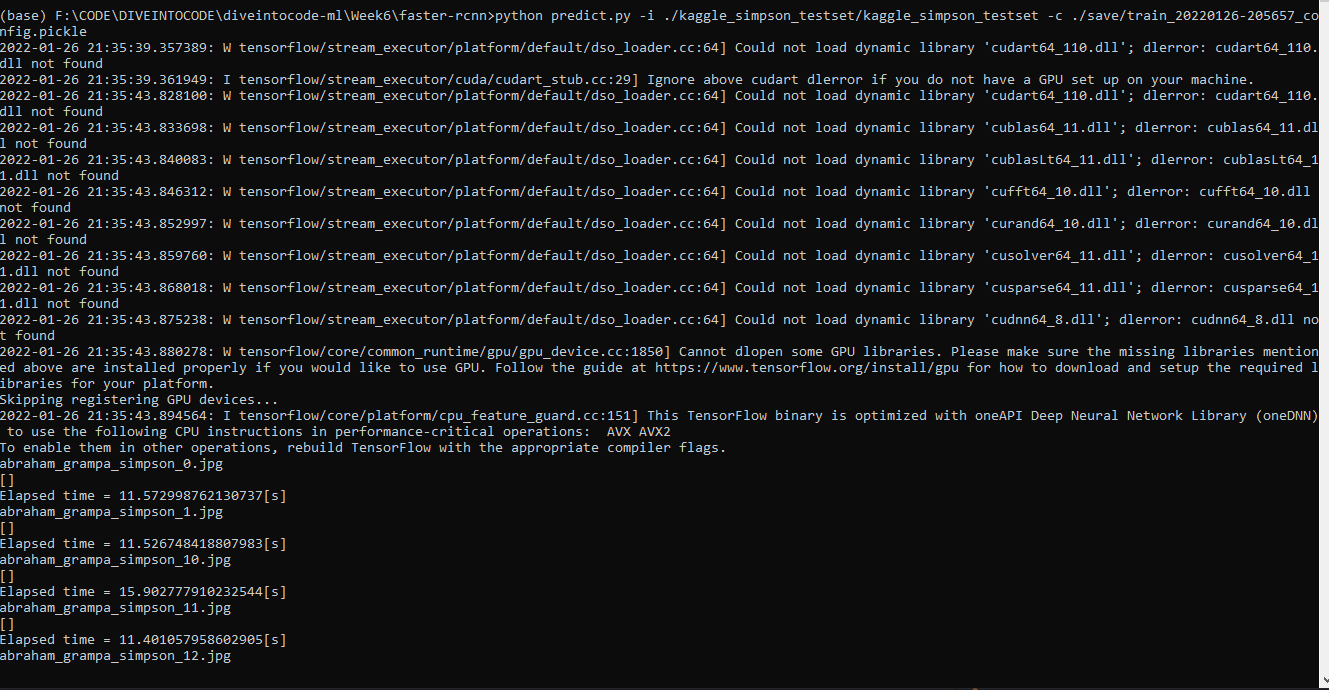 (base) F:\CODE\DIVEINTOCODE\diveintocode-ml\Week6\faster-rcnn>python predict.py -i ./kaggle_simpson_testset/kaggle_simpson_testset -c ./save/train_20220126-205657_co
nfig.pickle
2022-01-26 21:35:39.357389: W tensorflow/stream_executor/platform/default/dso_loader.cc:64] Could not load dynamic library 'cudart64_110.dll'; dlerror: cudart64_110.
dll not found
2022-01-26 21:35:39.361949: I tensorflow/stream_executor/cuda/cudart_stub.cc:29] Ignore above cudart dlerror if you do not have a GPU set up on your machine.
2022-01-26 21:35:43.828100: W tensorflow/stream_executor/platform/default/dso_loader.cc:64] Could not load dynamic library 'cudart64_110.dll'; dlerror: cudart64_110.
dll not found
2022-01-26 21:35:43.833698: W tensorflow/stream_executor/platform/default/dso_loader.cc:64] Could not load dynamic library 'cublas64_11.dll'; dlerror: cublas64_11.dl
l not found
2022-01-26 21:35:43.840083: W tensorflow/stream_executor/platform/default/dso_loader.cc:64] Could not load dynamic library 'cublasLt64_11.dll'; dlerror: cublasLt64_1
1.dll not found
2022-01-26 21:35:43.846312: W tensorflow/stream_executor/platform/default/dso_loader.cc:64] Could not load dynamic library 'cufft64_10.dll'; dlerror: cufft64_10.dll
not found
2022-01-26 21:35:43.852997: W tensorflow/stream_executor/platform/default/dso_loader.cc:64] Could not load dynamic library 'curand64_10.dll'; dlerror: curand64_10.dl
l not found
2022-01-26 21:35:43.859760: W tensorflow/stream_executor/platform/default/dso_loader.cc:64] Could not load dynamic library 'cusolver64_11.dll'; dlerror: cusolver64_1
1.dll not found
2022-01-26 21:35:43.868018: W tensorflow/stream_executor/platform/default/dso_loader.cc:64] Could not load dynamic library 'cusparse64_11.dll'; dlerror: cusparse64_1
1.dll not found
2022-01-26 21:35:43.875238: W tensorflow/stream_executor/platform/default/dso_loader.cc:64] Could not load dynamic library 'cudnn64_8.dll'; dlerror: cudnn64_8.dll no
t found
2022-01-26 21:35:43.880278: W tensorflow/core/common_runtime/gpu/gpu_device.cc:1850] Cannot dlopen some GPU libraries. Please make sure the missing libraries mention
ed above are installed properly if you would like to use GPU. Follow the guide at https://www.tensorflow.org/install/gpu for how to download and setup the required l
ibraries for your platform.
Skipping registering GPU devices...
2022-01-26 21:35:43.894564: I tensorflow/core/platform/cpu_feature_guard.cc:151] This TensorFlow binary is optimized with oneAPI Deep Neural Network Library (oneDNN)
 to use the following CPU instructions in performance-critical operations:  AVX AVX2
To enable them in other operations, rebuild TensorFlow with the appropriate compiler flags.
abraham_grampa_simpson_0.jpg
[]
Elapsed time = 11.572998762130737[s]
abraham_grampa_simpson_1.jpg
[]
Elapsed time = 11.526748418807983[s]
abraham_grampa_simpson_10.jpg
[]
Elapsed time = 15.902777910232544[s]
abraham_grampa_simpson_11.jpg
[]
Elapsed time = 11.401057958602905[s]
abraham_grampa_simpson_12.jpg